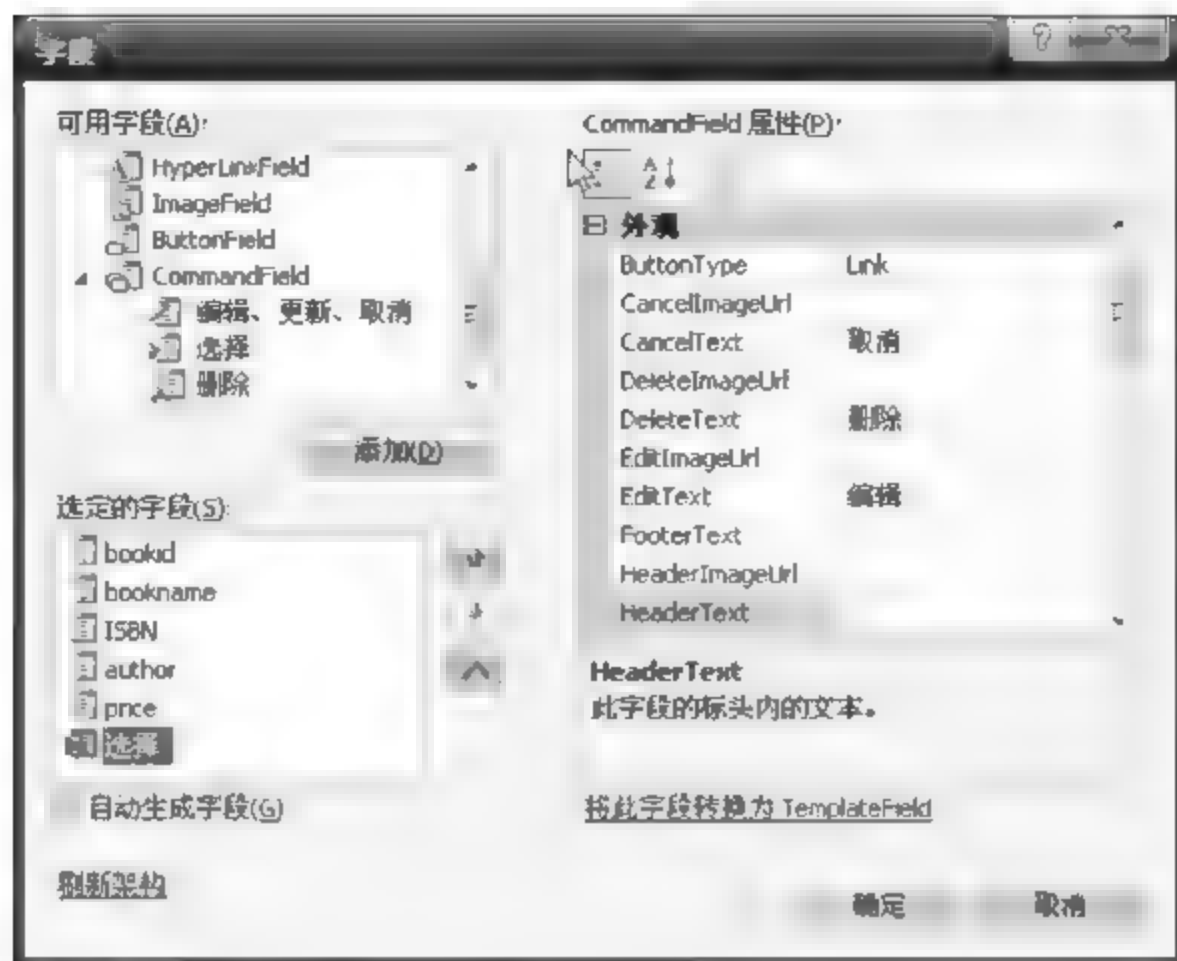 字段
可用字段(A):
HyperLinkField
ImageField
ButtonField
CommandField
编辑、更新、取消
选择
删除
添加(D)
选定的字段(S):
bookid
bookname
ISBN
author
price
选择
自动生成字段(G)
刷新架构
CommandField 属性(P):
外观
ButtonType Link
CancelImageUrl
CancelText 取消
DeleteImageUrl
DeleteText 删除
EditImageUrl
EditText 编辑
FooterText
HeaderImageUrl
HeaderText
HeaderText
此字段的标头内的文本。
将此字段转换为 TemplateField
确定 取消